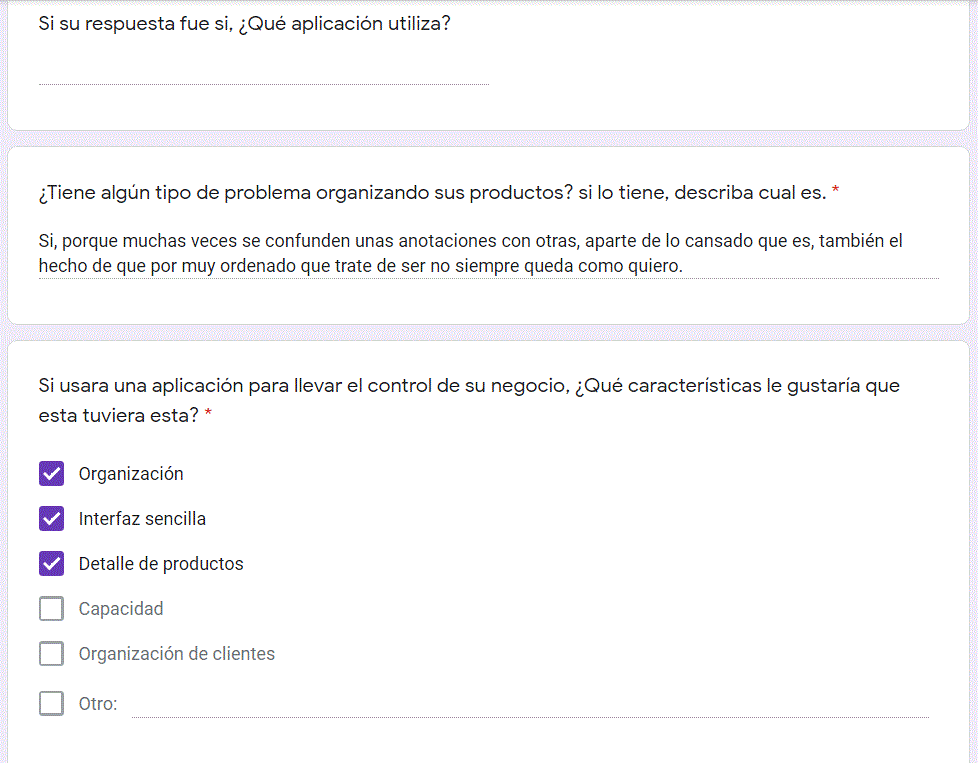 Si su respuesta fue si, ¿Qué aplicación utiliza?
¿Tiene algún tipo de problema organizando sus productos? si lo tiene, describa cual es. *
Si, porque muchas veces se confunden unas anotaciones con otras, aparte de lo cansado que es, también el
hecho de que por muy ordenado que trate de ser no siempre queda como quiero.
Si usara una aplicación para llevar el control de su negocio, ¿Qué características le gustaría que
esta tuviera esta? *
Organización
Interfaz sencilla
Detalle de productos
Capacidad
Organización de clientes
Otro: